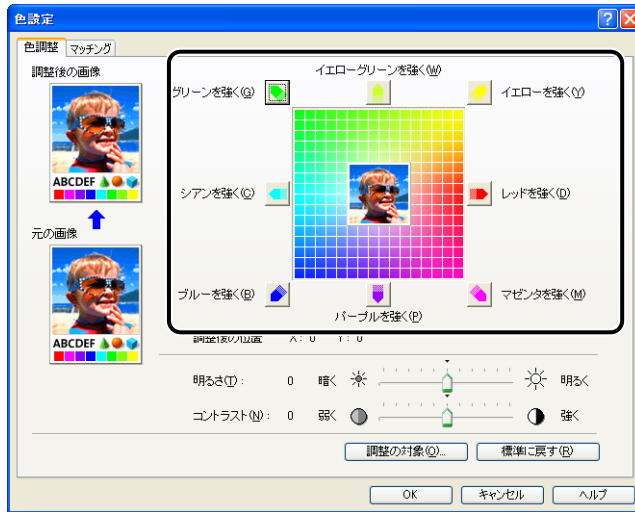 色設定
色調整 マッチング
調整後の画像
ABCDEF
元の画像
ABCDEF
イエローグリーンを強く(W)
グリーンを強く(G)
イエローを強く(Y)
シアンを強く(C)
レッドを強く(D)
ブルーを強く(B)
マゼンタを強く(M)
パープルを強く(P)
調整後の位置 X: 0 Y: 0
明るさ(T): 0 暗く 明るく
コントラスト(N): 0 弱く 強く
調整の対象(O)... 標準に戻す(R)
OK キャンセル ヘルプ